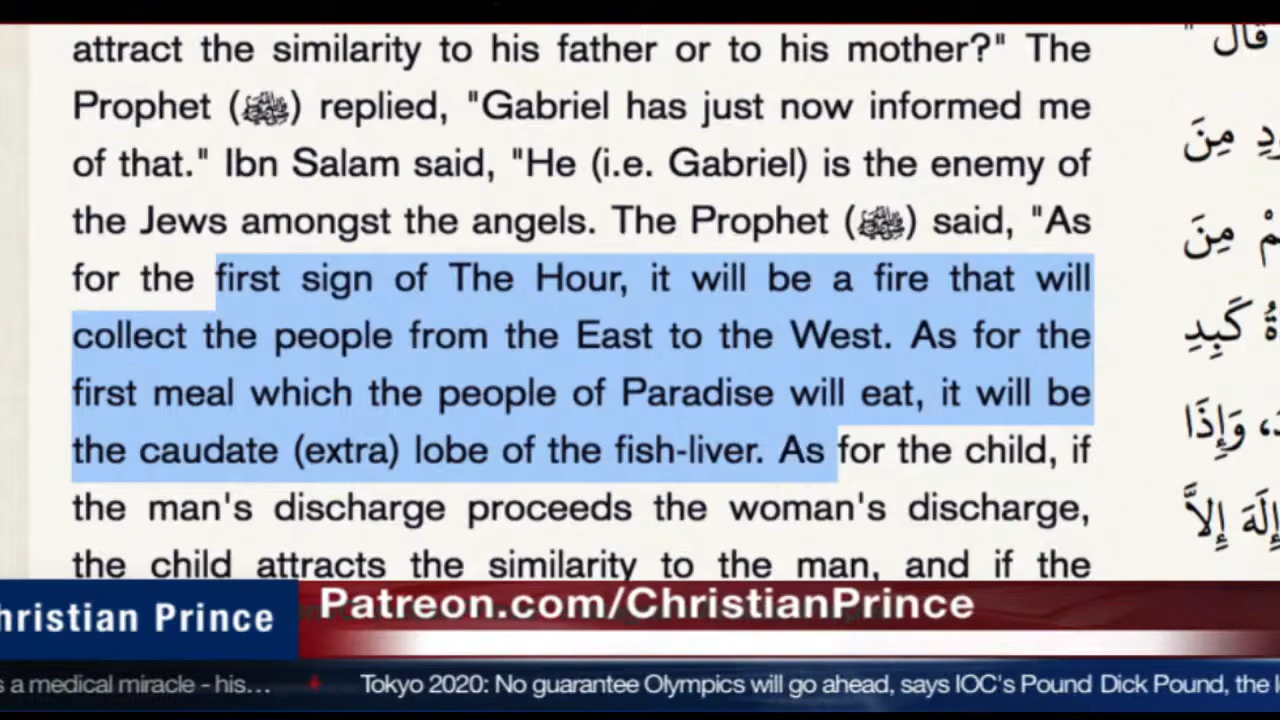 attract the similarity to his father or to his mother?" The
Prophet (ﷺ) replied, "Gabriel has just now informed me
of that." Ibn Salam said, "He (i.e. Gabriel) is the enemy of
the Jews amongst the angels. The Prophet (ﷺ) said, "As
for the first sign of The Hour, it will be a fire that will
collect the people from the East to the West. As for the
first meal which the people of Paradise will eat, it will be
the caudate (extra) lobe of the fish-liver. As for the child, if
the man's discharge proceeds the woman's discharge,
the child attracts the similarity to the man, and if the
قال "
مِنَ
مِنَ
كَبِدِ
وَإِذَا
إِلَهَ إِلاَّ
hristian Prince
Patreon.com/ChristianPrince
s a medical miracle - his...
Tokyo 2020: No guarantee Olympics will go ahead, says IOC's Pound Dick Pound, the